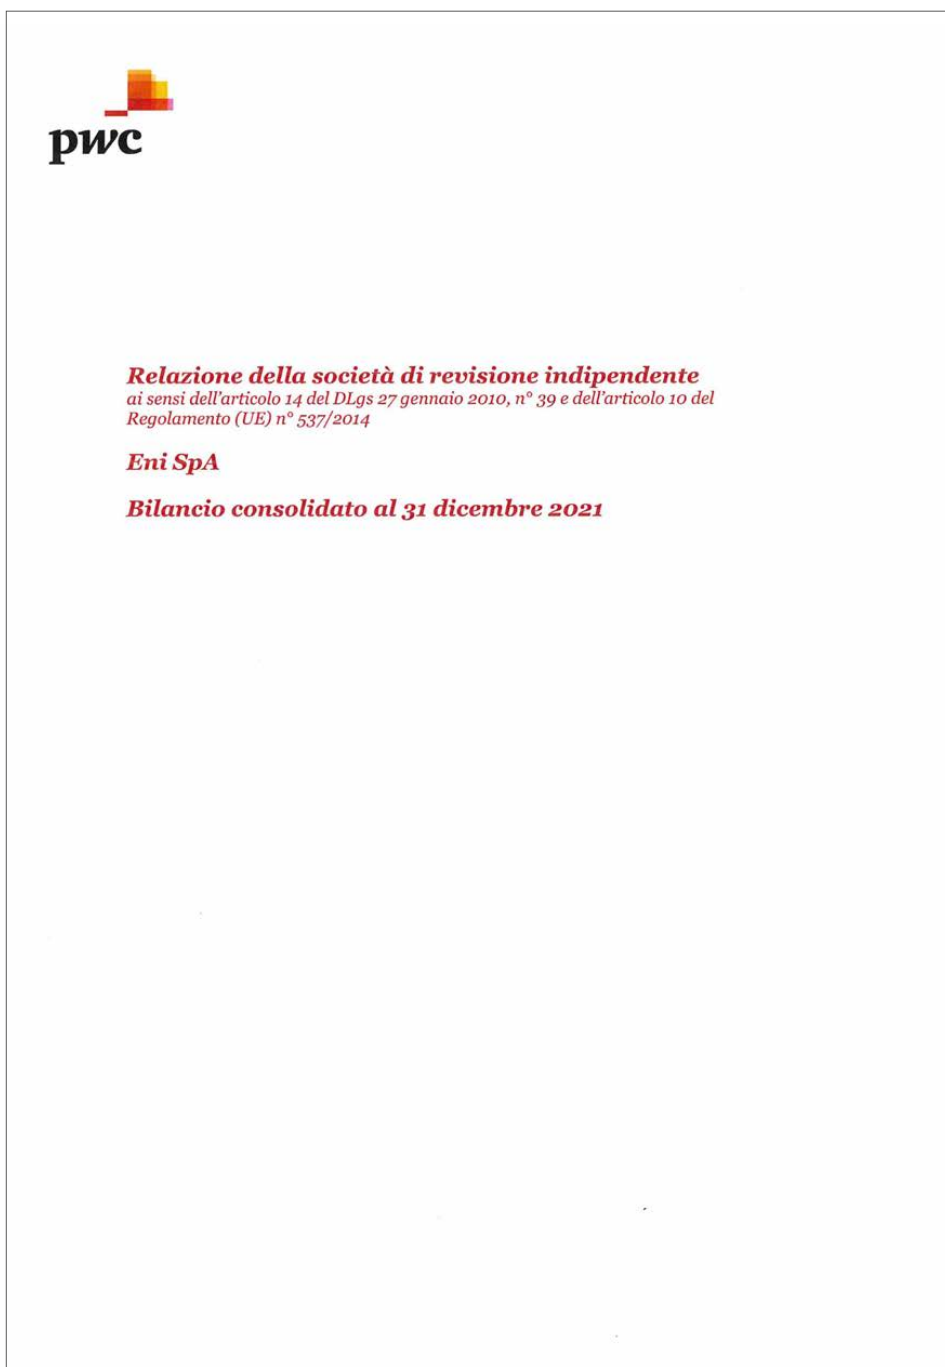 pwc
Relazione della società di revisione indipendente
ai sensi dell'articolo 14 del DLgs 27 gennaio 2010, n° 39 e dell'articolo 10 del
Regolamento (UE) n° 537/2014
Eni SpA
Bilancio consolidato al 31 dicembre 2021